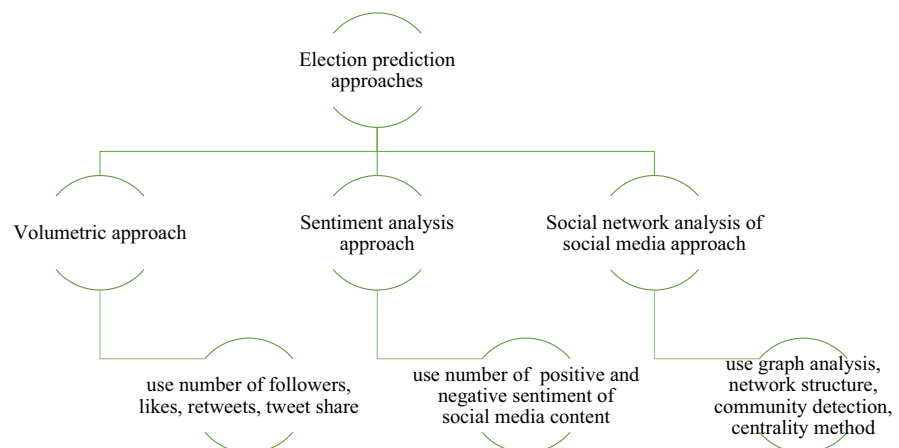 Election prediction
approaches
Volumetric approach
Sentiment analysis
approach
Social network analysis of
social media approach
use number of followers,
likes, retweets, tweet share
use number of positive and
negative sentiment of
social media content
use graph analysis,
network structure,
community detection,
centrality method